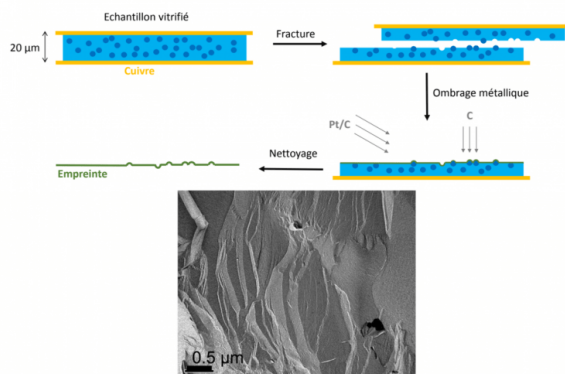 Echantillon vitrifié
20 µm
Cuivre
Fracture
Ombrage métallique
Pt/C
C
Nettoyage
Empreinte
0.5 µm